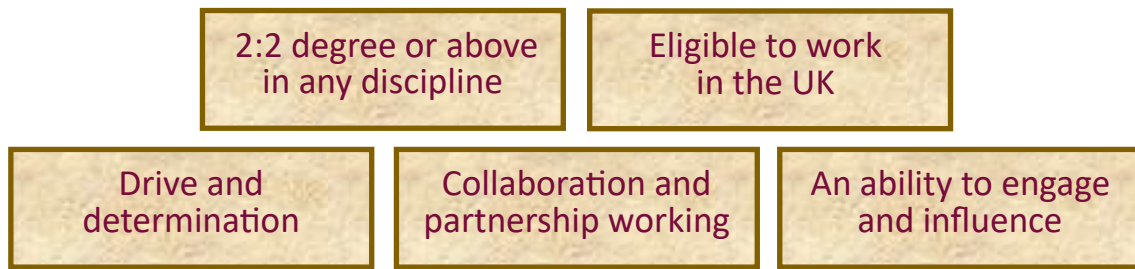 2:2 degree or above
in any discipline
Eligible to work
in the UK
Drive and
determination
Collaboration and
partnership working
An ability to engage
and influence